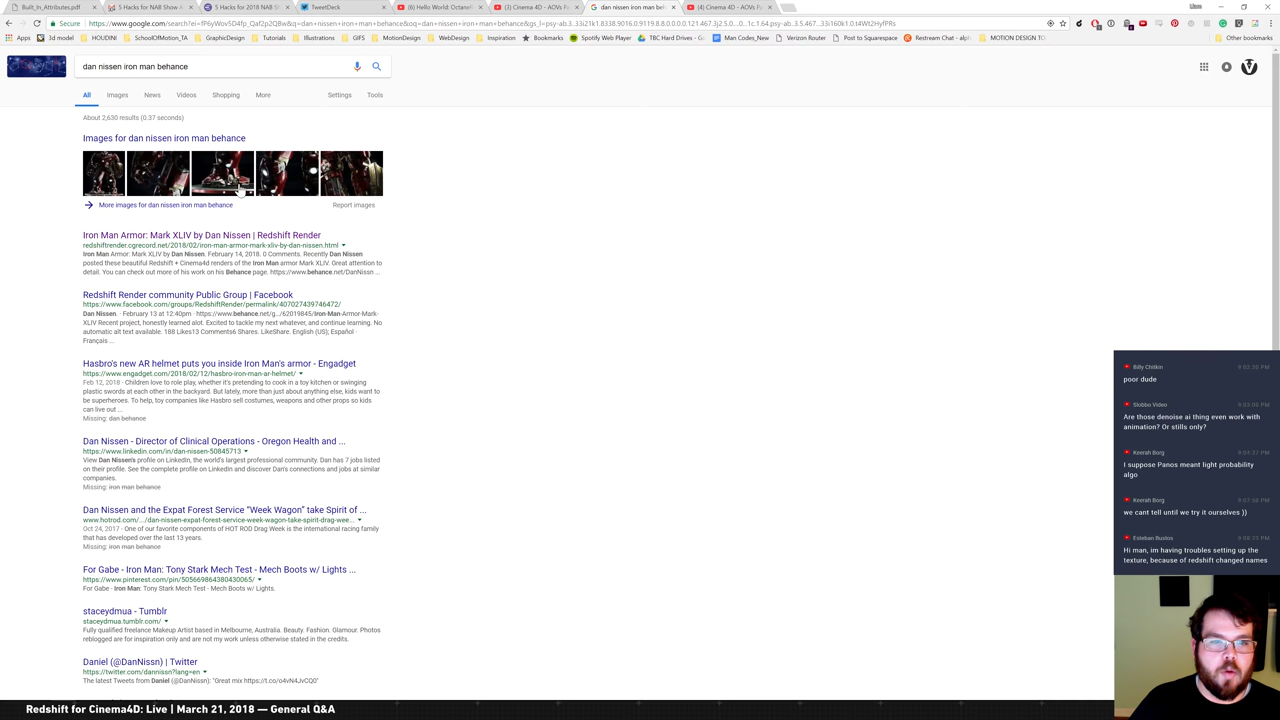 Built_In_Attributes.pdf
5 Hacks for NAB Show A
5 Hacks for 2018 NAB Sh
TweetDeck
(6) Hello World: OctaneR
(3) Cinema 4D - AOVs Pa
dan nissen iron man beh
(4) Cinema 4D - AOVs Pa
Secure
Apps
3d model
HOUDINI
SchoolOfMotion_TA
GraphicDesign
Tutorials
Illustrations
GIFS
MotionDesign
WebDesign
Inspiration
Bookmarks
Spotify Web Player
TBC Hard Drives - Go
Man Codes_New
Verizon Router
Post to Squarespace
Restream Chat - alph
MOTION DESIGN TO
Other bookmarks
dan nissen iron man behance
All
Images
News
Videos
Shopping
More
Settings
Tools
About 2,630 results (0.37 seconds)
Images for dan nissen iron man behance
More images for dan nissen iron man behance
Report images
Iron Man Armor: Mark XLIV by Dan Nissen | Redshift Render
redshiftrender.cgrecord.net/2018/02/iron-man-armor-mark-xliv-by-dan-nissen.html
Iron Man Armor: Mark XLIV by Dan Nissen. February 14, 2018. 0 Comments. Recently Dan Nissen
posted these beautiful Redshift + Cinema4d renders of the Iron Man armor Mark XLIV. Great attention to
detail. You can check out more of his work on his Behance page. https://www.behance.net/DanNissn ...
Redshift Render community Public Group | Facebook
https://www.facebook.com/groups/RedshiftRender/permalink/407027439746472/
Dan Nissen. · February 13 at 12:40pm · https://www.behance.net/g.../62019845/Iron-Man-Armor-Mark-
XLIV Recent project, honestly learned alot. Excited to tackle my next whatever, and continue learning. No
automatic alt text available. 188 Likes13 Comments6 Shares. LikeShare. English (US); Español ·
Français ...
Hasbro's new AR helmet puts you inside Iron Man's armor - Engadget
https://www.engadget.com/2018/02/12/hasbro-iron-man-ar-helmet/
Feb 12, 2018 - Children love to role play, whether it's pretending to cook in a toy kitchen or swinging
plastic swords at each other in the backyard. But lately, more than just about anything else, kids want to
be superheroes. To help, toy companies like Hasbro sell costumes, weapons and other props so kids
can live out ...
Missing: dan behance
Dan Nissen - Director of Clinical Operations - Oregon Health and ...
https://www.linkedin.com/in/dan-nissen-50845713
View Dan Nissen's profile on LinkedIn, the world's largest professional community. Dan has 7 jobs listed
on their profile. See the complete profile on LinkedIn and discover Dan's connections and jobs at similar
companies.
Missing: iron man behance
Dan Nissen and the Expat Forest Service "Week Wagon" take Spirit of ...
www.hotrod.com/.../dan-nissen-expat-forest-service-week-wagon-take-spirit-drag-wee...
Oct 24, 2017 - One of our favorite components of HOT ROD Drag Week is the international racing family
that has developed over the last 13 years.
Missing: iron man behance
For Gabe - Iron Man: Tony Stark Mech Test - Mech Boots w/ Lights ...
https://www.pinterest.com/pin/505669864380430065/
For Gabe - Iron Man: Tony Stark Mech Test - Mech Boots w/ Lights.
staceydmua - Tumblr
staceydmua.tumblr.com/
Fully qualified freelance Makeup Artist based in Melbourne, Australia. Beauty. Fashion. Glamour. Photos
reblogged are for inspiration only and are not my work unless otherwise stated in the credits.
Daniel (@DanNissn) | Twitter
https://twitter.com/dannissn?lang=en
The latest Tweets from Daniel (@DanNissn): "Great mix https://t.co/o4vN4JvCQ0"
Billy Chitkin
9:02:20 PM
poor dude
Slobbo Video
Are those denoise ai thing even work with
animation? Or stills only?
Keerah Borg
I suppose Panos meant light probability
algo
Keerah Borg
we cant tell until we try it ourselves ))
Esteban Bustos
Hi man, im having troubles setting up the
texture, because of redshift changed names
Redshift for Cinema4D: Live | March 21, 2018 — General Q&A